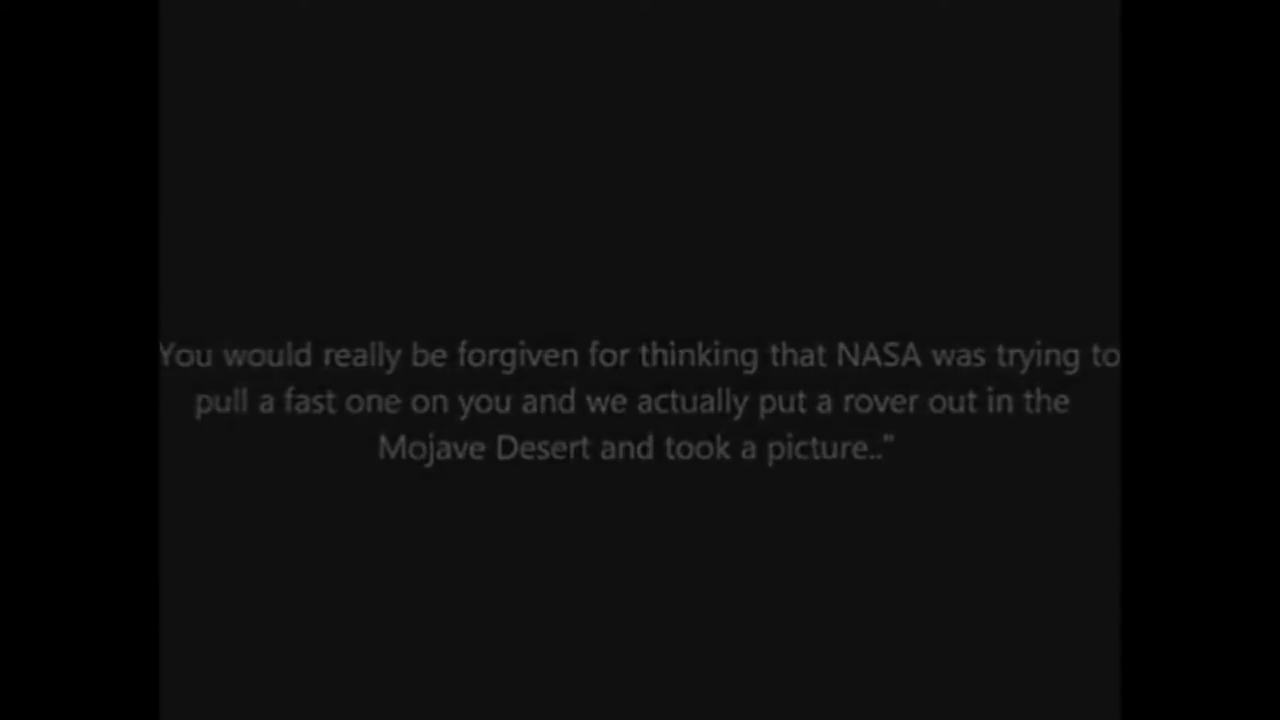 You would really be forgiven for thinking that NASA was trying to
pull a fast one on you and we actually put a rover out in the
Mojave Desert and took a picture.."